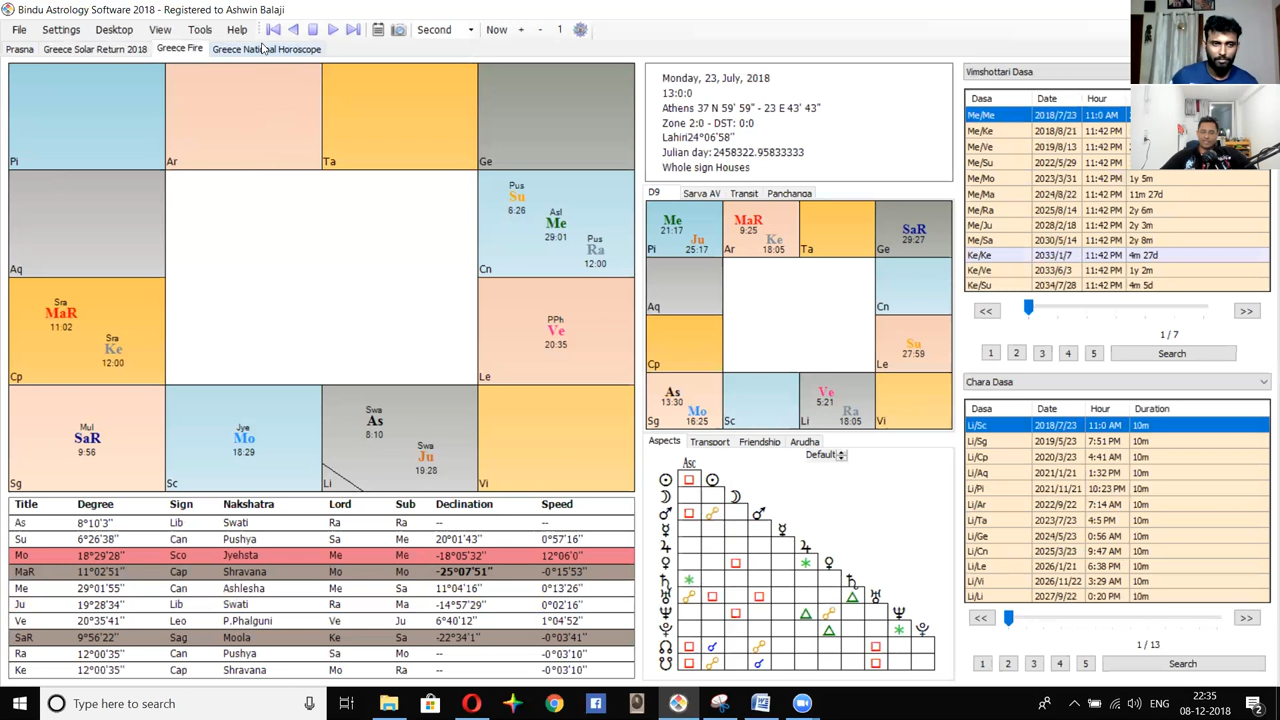 Bindu Astrology Software 2018 - Registered to Ashwin Balaji
File Settings Desktop View Tools Help Second Now + - 1
Prasna Greece Solar Return 2018 Greece Fire Greece National Horoscope
Pi
Ar
Ta
Ge
Aq
Pus
Su
8:26
Asl
Me
29:01
Pus
Ra
12:00
Cn
Sra
MaR
11:02
Sra
Ke
12:00
Cp
PPh
Ve
20:35
Le
Mul
SaR
9:56
Sg
Jye
Mo
18:29
Sc
Swa
As
8:10
Swa
Ju
19:28
Li
Vi
Title Degree Sign Nakshatra Lord Sub Declination Speed
As 8°10'3" Lib Swati Ra Ra -- --
Su 6°26'38" Can Pushya Sa Me 20°01'43" 0°57'16"
Mo 18°29'28" Sco Jyehsta Me Me -18°05'32" 12°06'0"
MaR 11°02'51" Cap Shravana Mo Mo -25°07'51" -0°15'53"
Me 29°01'55" Can Ashlesha Me Sa 11°04'16" 0°13'26"
Ju 19°28'34" Lib Swati Ra Ma -14°57'29" 0°02'16"
Ve 20°35'41" Leo P.Phalguni Ve Ju 6°40'12" 1°04'52"
SaR 9°56'22" Sag Moola Ke Sa -22°34'1" -0°03'41"
Ra 12°00'35" Can Pushya Sa Mo -- -0°03'10"
Ke 12°00'35" Cap Shravana Mo Ra -- -0°03'10"
Monday, 23, July, 2018
13:0:0
Athens 37 N 59' 59" - 23 E 43' 43"
Zone 2:0 - DST: 0:0
Lahiri24°06'58"
Julian day: 2458322.95833333
Whole sign Houses
D9 Sarva AV Transit Panchanga
Me
21:17
Ju
25:17
Pi
MaR
9:25
Ke
18:05
Ar
Ta
SaR
29:27
Ge
Aq
Cn
Cp
Su
27:59
Le
As
13:30
Mo
16:25
Sg
Sc
Ve
5:21
Ra
18:05
Li
Vi
Aspects Transport Friendship Arudha
Default
Asc
Vimshottari Dasa
Dasa Date Hour
Me/Me 2018/7/23 11:0 AM
Me/Ke 2018/8/21 11:42 PM
Me/Ve 2019/8/13 11:42 PM
Me/Su 2022/5/29 11:42 PM
Me/Mo 2023/3/31 11:42 PM 1y 5m
Me/Ma 2024/8/22 11:42 PM 11m 27d
Me/Ra 2025/8/14 11:42 PM 2y 6m
Me/Ju 2028/2/18 11:42 PM 2y 3m
Me/Sa 2030/5/14 11:42 PM 2y 8m
Ke/Ke 2033/1/7 11:42 PM 4m 27d
Ke/Ve 2033/6/3 11:42 PM 1y 2m
Ke/Su 2034/7/28 11:42 PM 4m 5d
<< >>
1 / 7
1 2 3 4 5 Search
Chara Dasa
Dasa Date Hour Duration
Li/Sc 2018/7/23 11:0 AM 10m
Li/Sg 2019/5/23 7:51 PM 10m
Li/Cp 2020/3/23 4:41 AM 10m
Li/Aq 2021/1/21 1:32 PM 10m
Li/Pi 2021/11/21 10:23 PM 10m
Li/Ar 2022/9/22 7:14 AM 10m
Li/Ta 2023/7/23 4:5 PM 10m
Li/Ge 2024/5/23 0:56 AM 10m
Li/Cn 2025/3/23 9:47 AM 10m
Li/Le 2026/1/21 6:38 PM 10m
Li/Vi 2026/11/22 3:29 AM 10m
Li/Li 2027/9/22 0:20 PM 10m
<< >>
1 / 13
1 2 3 4 5 Search
Type here to search
ENG
22:35
08-12-2018
2